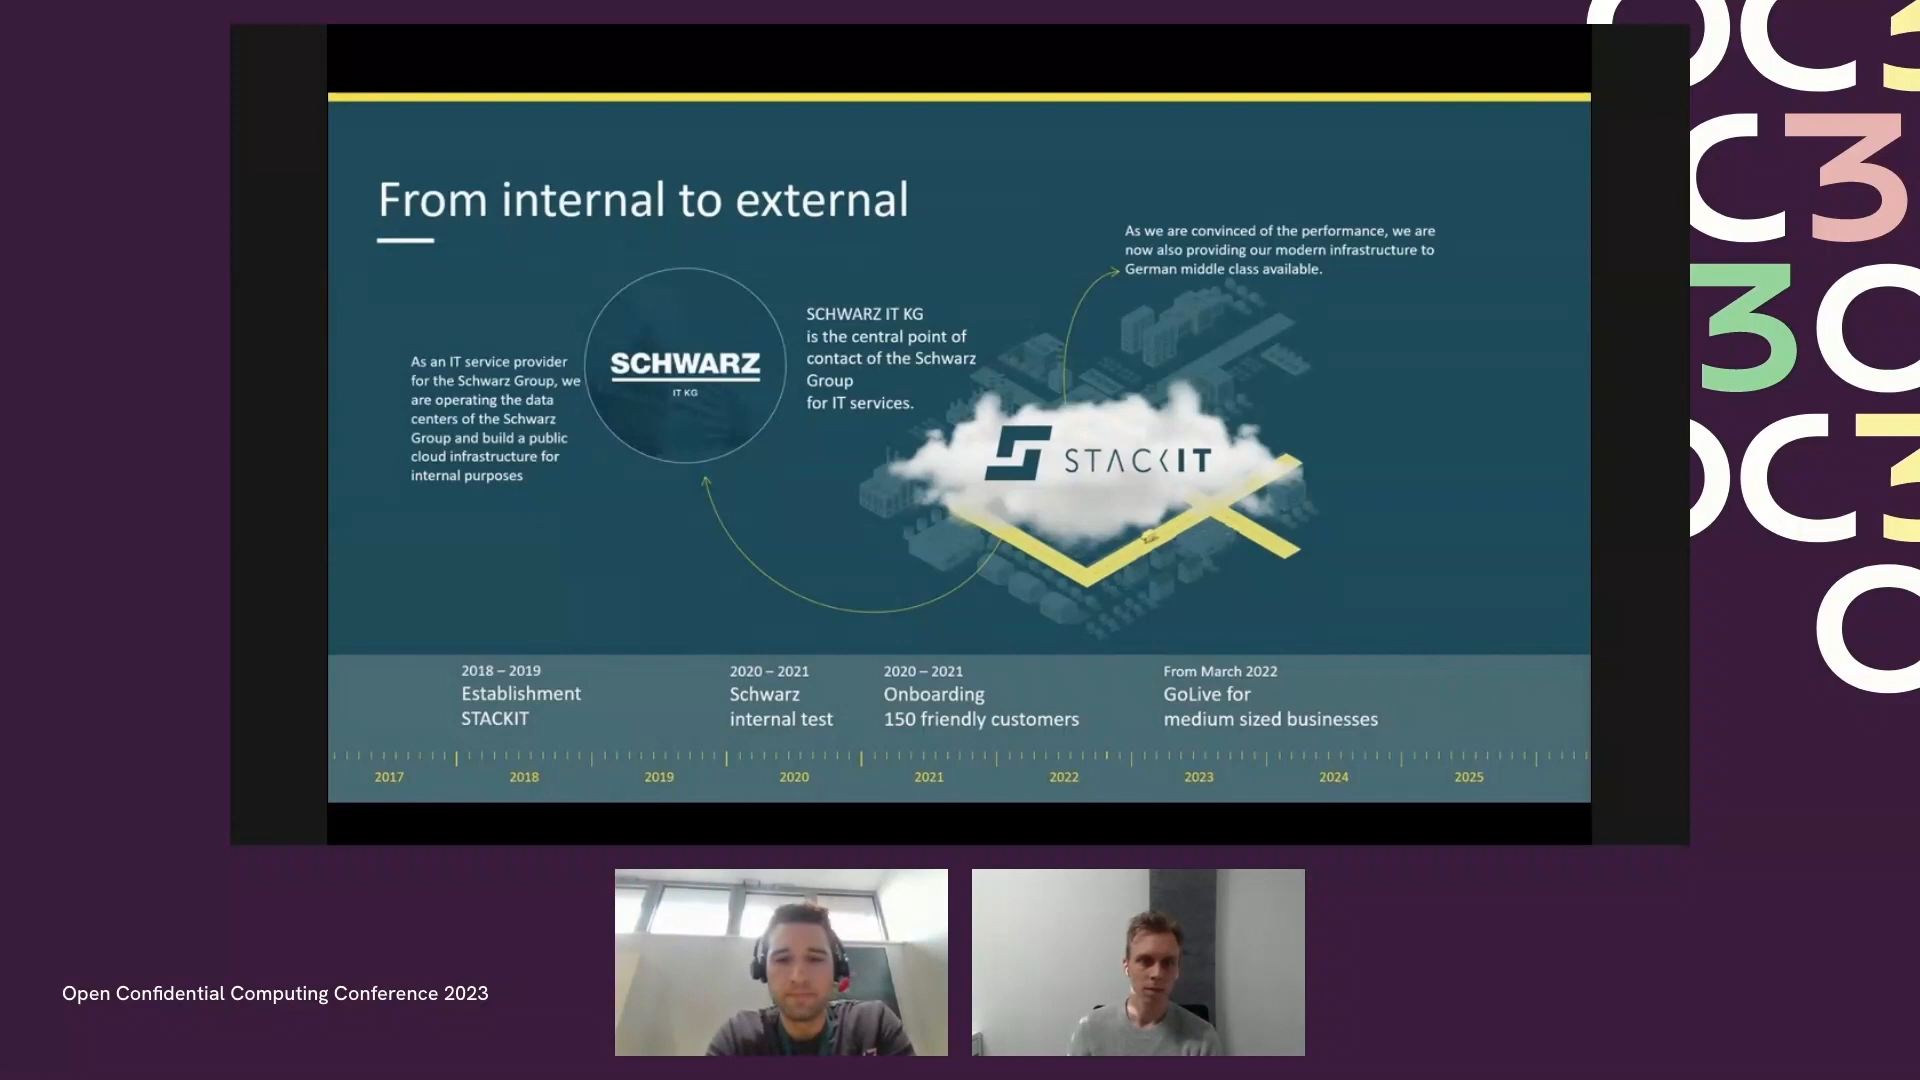 From internal to external
As we are convinced of the performance, we are
now also providing our modern infrastructure to
German middle class available.
As an IT service provider
for the Schwarz Group, we
are operating the data
centers of the Schwarz
Group and build a public
cloud infrastructure for
internal purposes
SCHWARZ
IT KG
SCHWARZ IT KG
is the central point of
contact of the Schwarz
Group
for IT services.
STACKIT
2018 – 2019
Establishment
STACKIT
2020 – 2021
Schwarz
internal test
2020 – 2021
Onboarding
150 friendly customers
From March 2022
GoLive for
medium sized businesses
2017 2018 2019 2020 2021 2022 2023 2024 2025
Open Confidential Computing Conference 2023
OC3
C3
3O
OC3
O